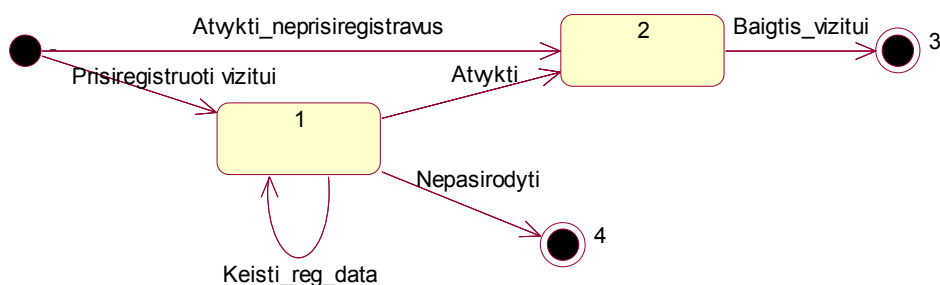 Atvykti_neprisiregistravus
2
Baigtis_vizitui
3
Prisiregistruoti vizitui
Atvykti
1
Nepasirodyti
4
Keisti_reg_data